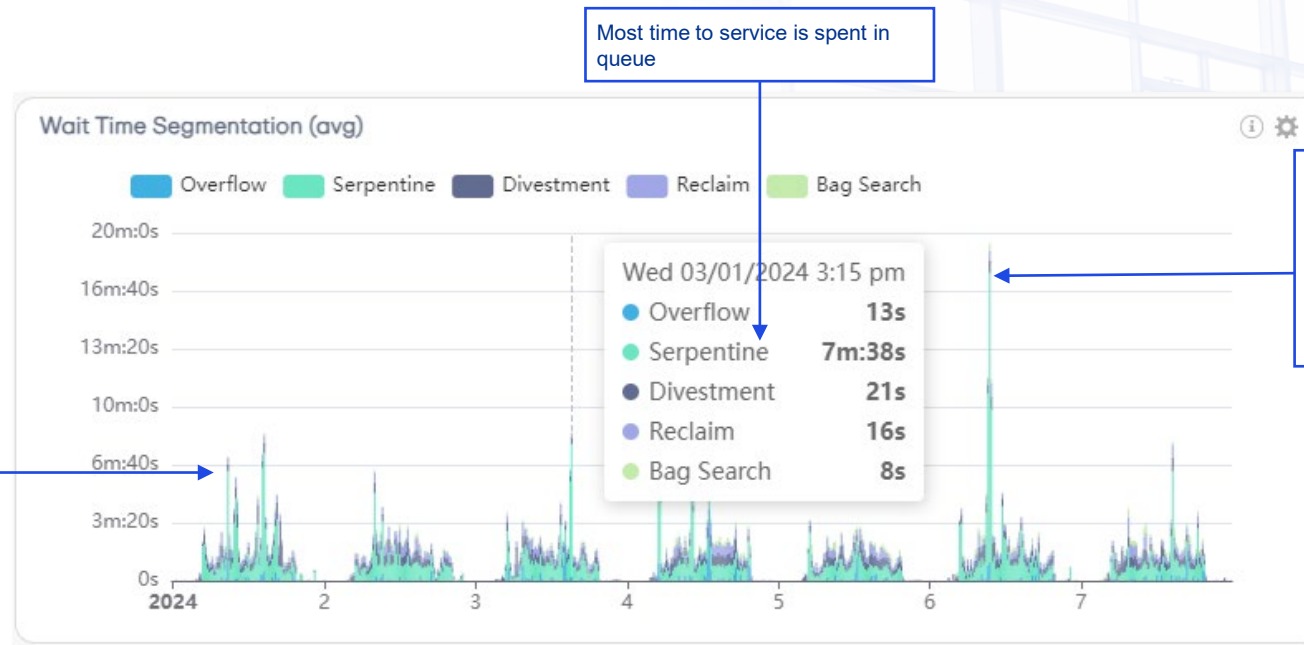 Most time to service is spent in
queue
Wait Time Segmentation (avg)
Overflow Serpentine Divestment Reclaim Bag Search
20m:0s
16m:40s
13m:20s
10m:0s
6m:40s
3m:20s
0s
Wed 03/01/2024 3:15 pm
Overflow 13s
Serpentine 7m:38s
Divestment 21s
Reclaim 16s
Bag Search 8s
2024 2 3 4 5 6 7